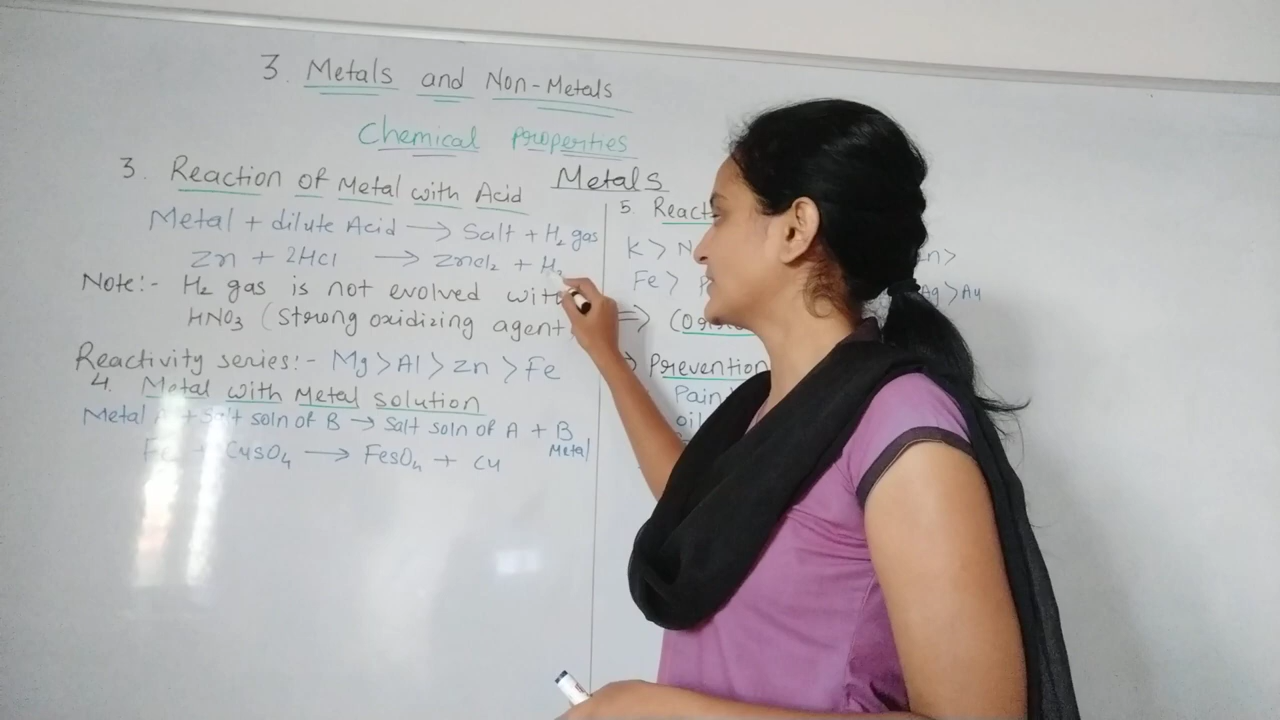 3. Metals and Non-Metals
Chemical properties
Metals
3. Reaction of Metal with Acid
Metal + dilute Acid → Salt + H₂ gas
Zn + 2HCl → ZnCl₂ + H₂
Note:- H₂ gas is not evolved with
HNO₃ (Strong oxidizing agent)
Reactivity series:- Mg > Al > Zn > Fe
4. Metal with Metal solution
Metal A + Salt soln of B → Salt soln of A + B
Metal
Fe + CuSO₄ → FeSO₄ + Cu
5. React
K > N
Fe >
Ag > Au
⇒
Prevention
Pain
oil